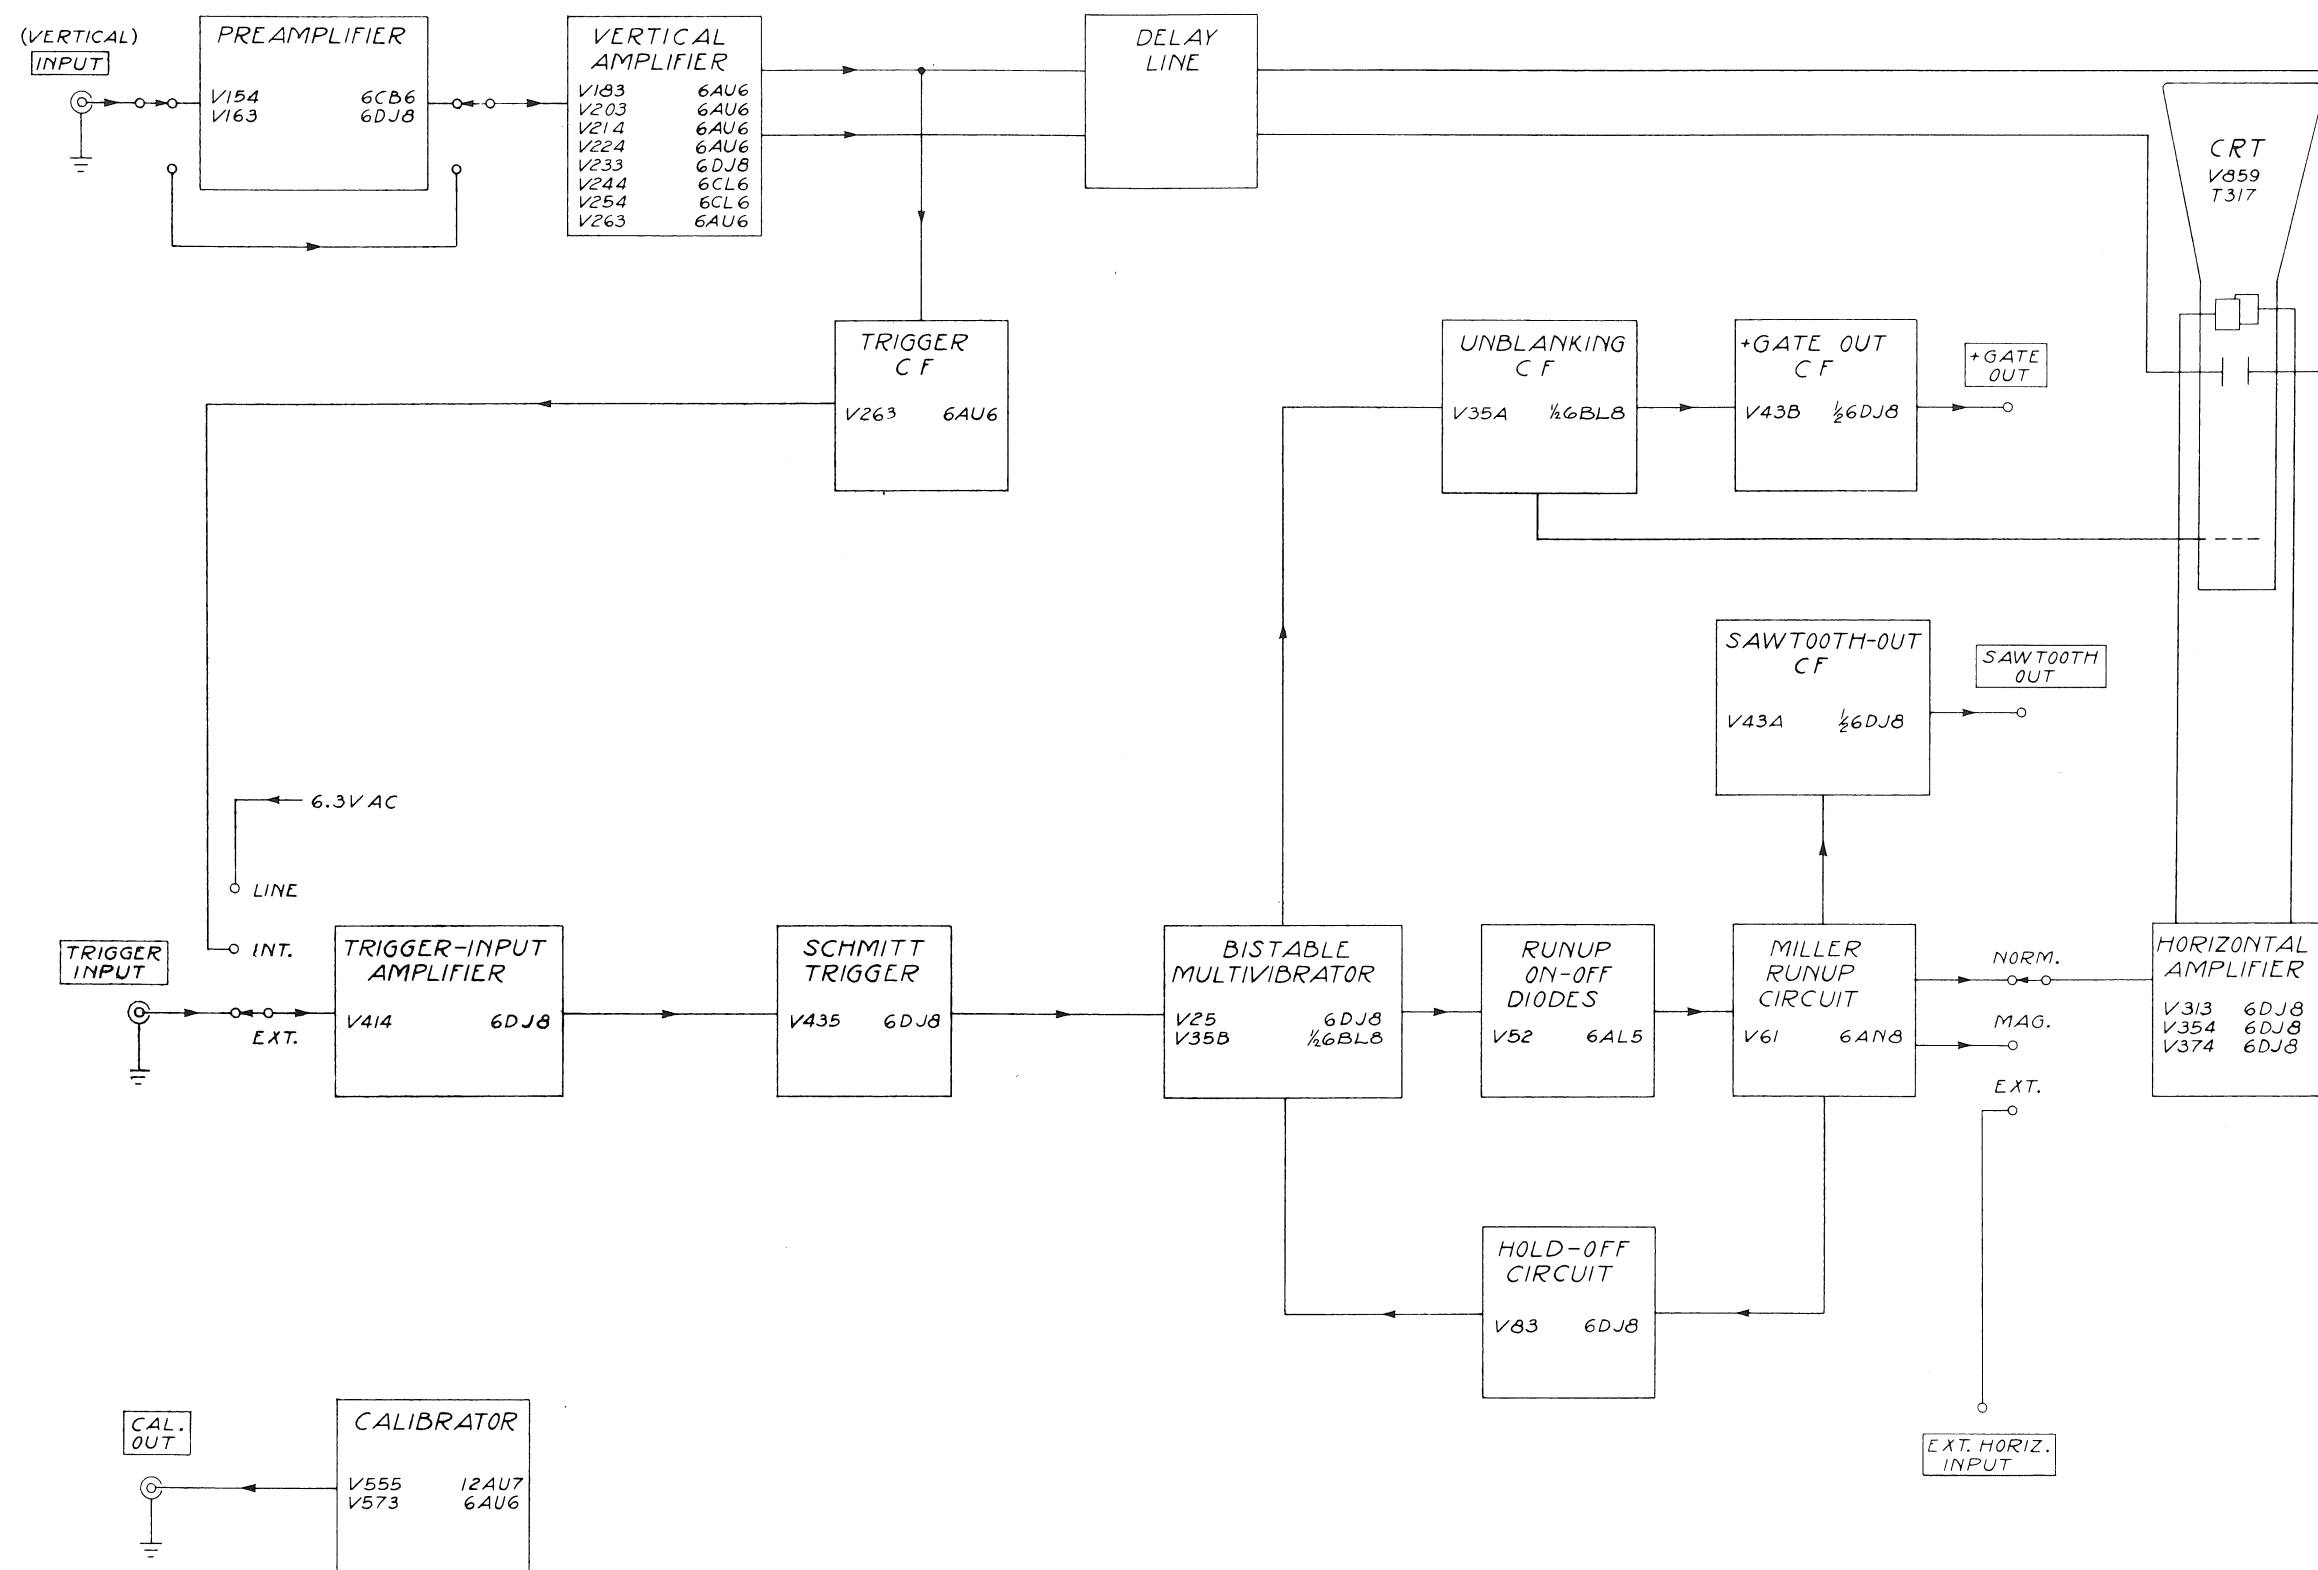 (VERTICAL)
INPUT
PREAMPLIFIER
V154 6CB6
V163 6DJ8
VERTICAL
AMPLIFIER
V183 6AU6
V203 6AU6
V214 6AU6
V224 6AU6
V233 6DJ8
V244 6CL6
V254 6CL6
V263 6AU6
DELAY
LINE
CRT
V859
T317
TRIGGER
CF
V263 6AU6
UNBLANKING
CF
V35A ½6BL8
+GATE OUT
CF
V43B ½6DJ8
+GATE
OUT
SAWTOOTH-OUT
CF
V43A ½6DJ8
SAWTOOTH
OUT
6.3V AC
LINE
INT.
EXT.
TRIGGER
INPUT
TRIGGER-INPUT
AMPLIFIER
V414 6DJ8
SCHMITT
TRIGGER
V435 6DJ8
BISTABLE
MULTIVIBRATOR
V25 6DJ8
V35B ½6BL8
RUNUP
ON-OFF
DIODES
V52 6AL5
MILLER
RUNUP
CIRCUIT
V61 6AN8
NORM.
MAG.
EXT.
HORIZONTAL
AMPLIFIER
V313 6DJ8
V354 6DJ8
V374 6DJ8
HOLD-OFF
CIRCUIT
V83 6DJ8
EXT. HORIZ.
INPUT
CAL.
OUT
CALIBRATOR
V555 12AU7
V573 6AU6